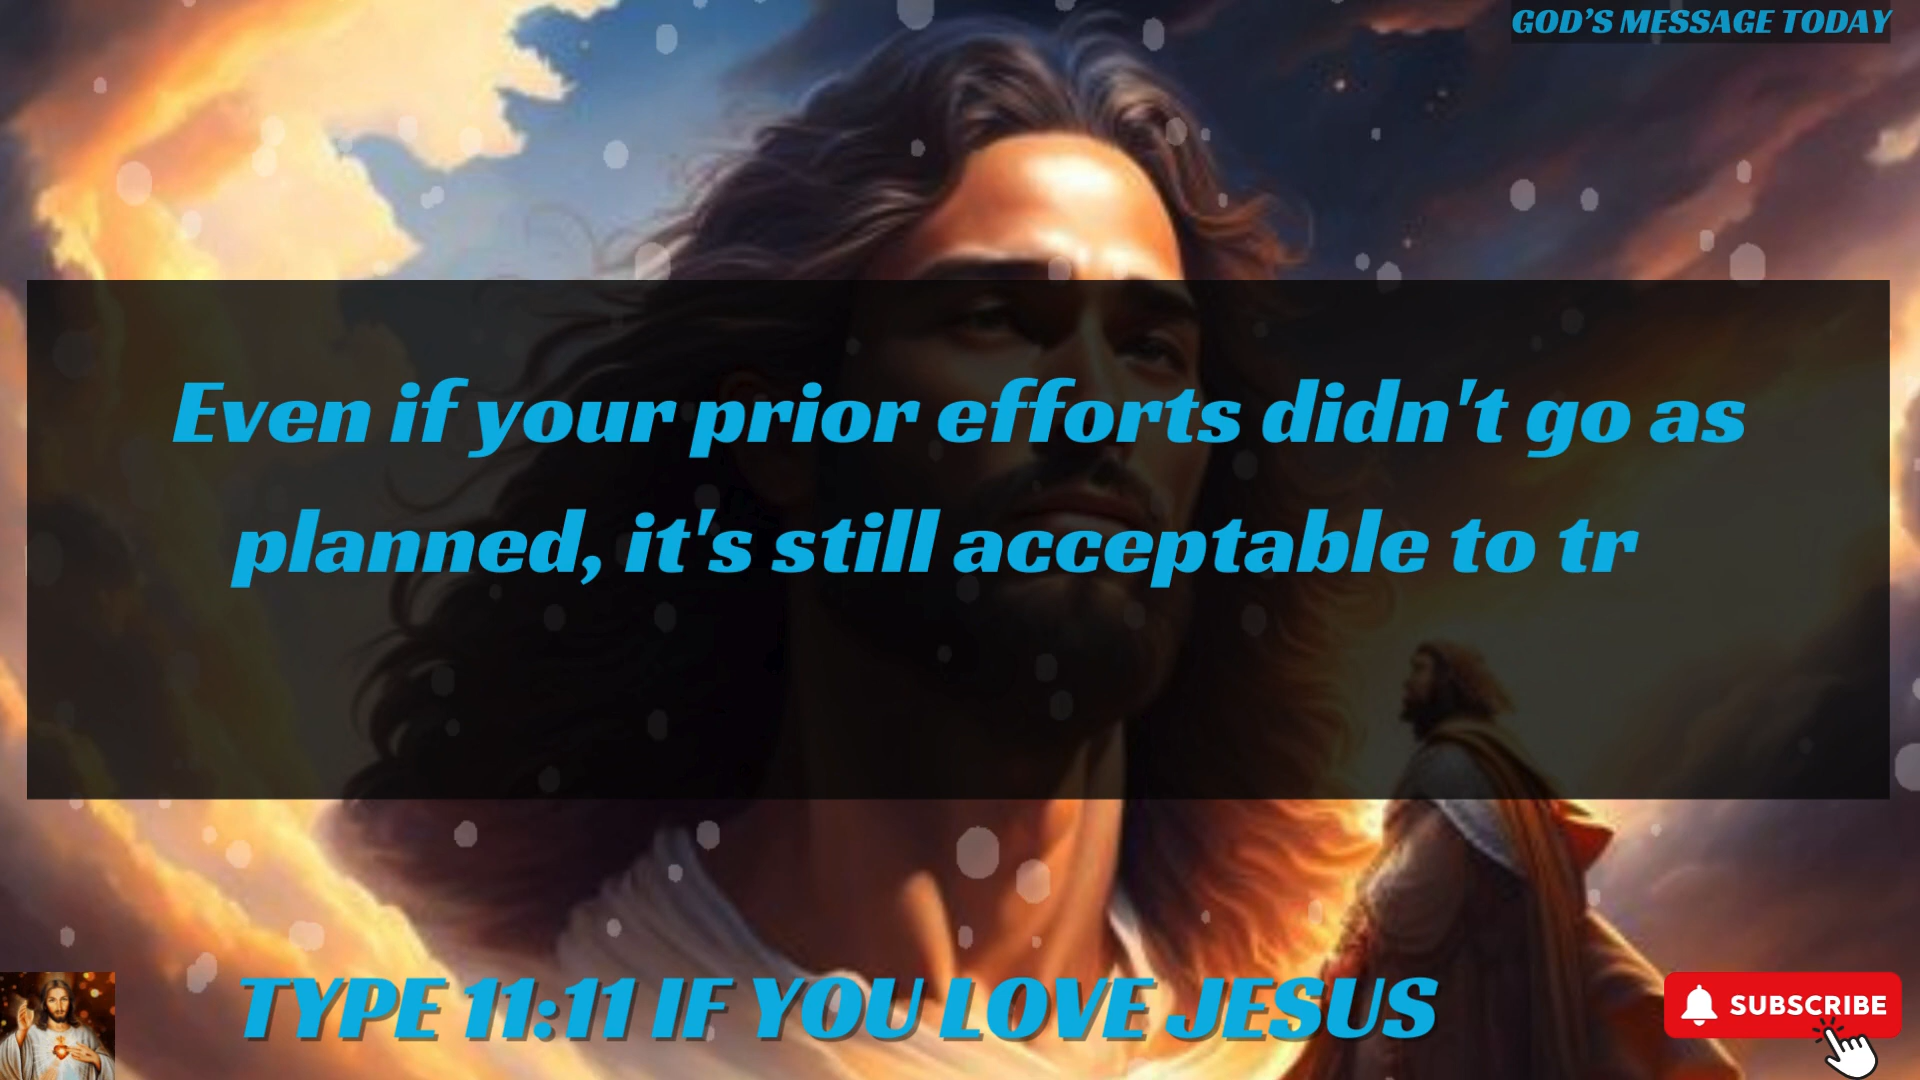 GOD’S MESSAGE TODAY
Even if your prior efforts didn't go as
planned, it's still acceptable to tr
TYPE 11:11 IF YOU LOVE JESUS
SUBSCRIBE